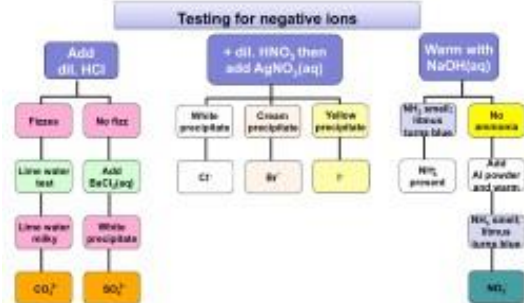 Testing for negative ions
Add
dil. HCl
+ dil. HNO₃ then
add AgNO₃(aq)
Warm with
NaOH(aq)
Fizzes
No fizz
White
precipitate
Cream
precipitate
Yellow
precipitate
NH₃ smell;
litmus
turns blue
No
ammonia
Lime water
test
Add
BaCl₂(aq)
Cl⁻
Br⁻
I⁻
present
Add
Al powder
and warm
Lime water
milky
White
precipitate
NH₃ smell;
litmus
turns blue
CO₃²⁻
SO₄²⁻
NO₃⁻